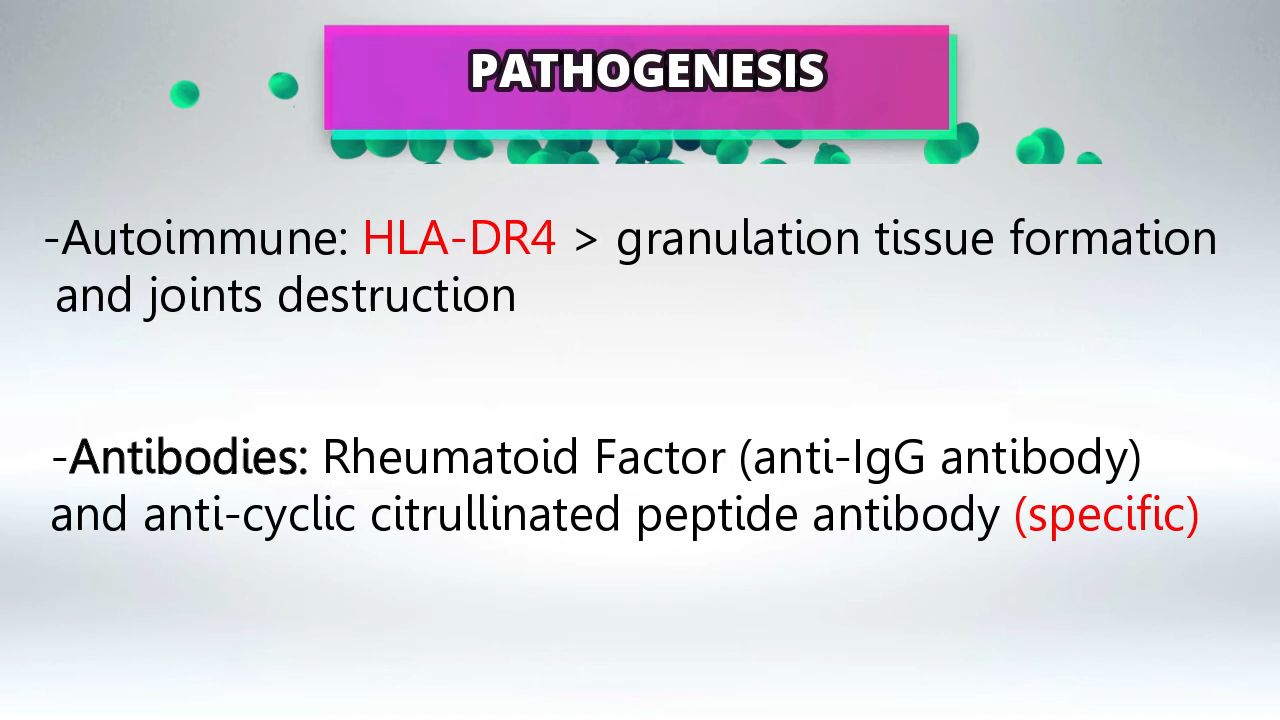 PATHOGENESIS
-Autoimmune: HLA-DR4 > granulation tissue formation
and joints destruction
-Antibodies: Rheumatoid Factor (anti-IgG antibody)
and anti-cyclic citrullinated peptide antibody (specific)